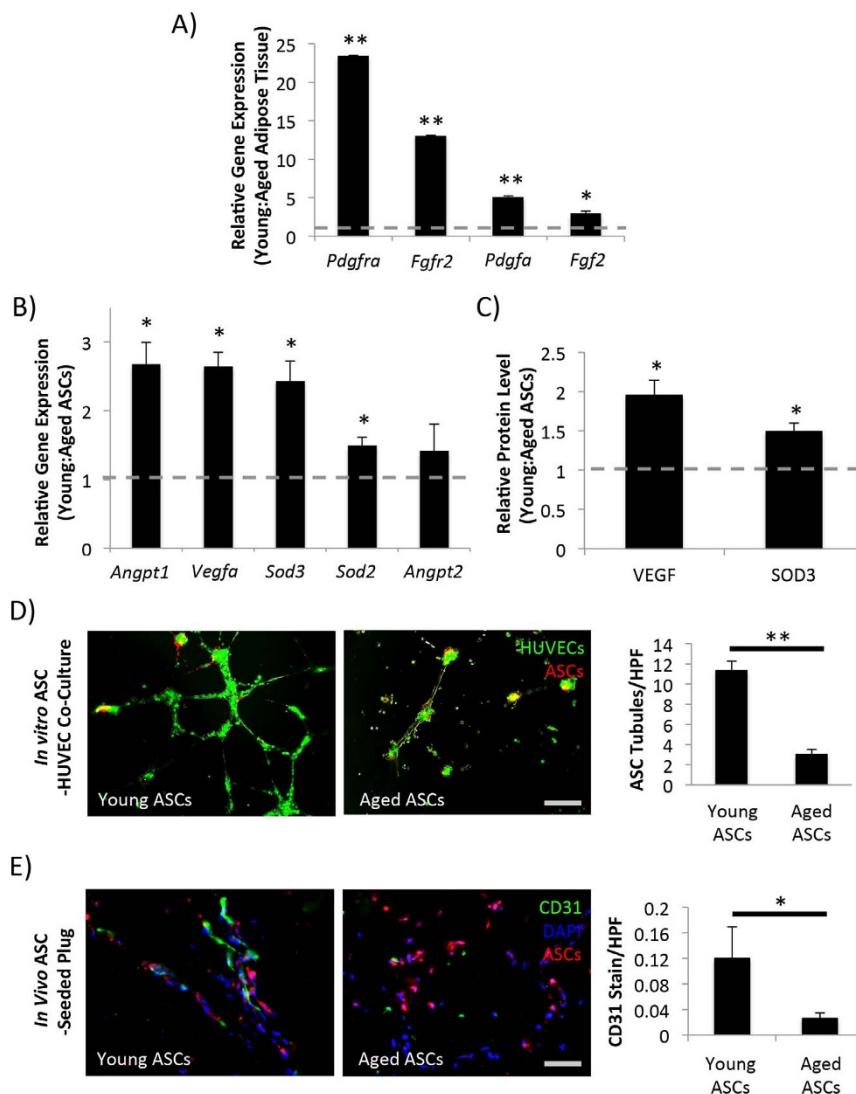 A)
Relative Gene Expression
(Young:Aged Adipose Tissue)
25
20
15
10
5
0
**
**
**
*
Pdgfra
Fgfr2
Pdgfa
Fgf2
B)
Relative Gene Expression
(Young:Aged ASCs)
3
2
1
0
*
*
*
*
Angpt1
Vegfa
Sod3
Sod2
Angpt2
C)
Relative Protein Level
(Young:Aged ASCs)
2.5
2
1.5
1
0.5
0
*
*
VEGF
SOD3
D)
In vitro ASC
-HUVEC Co-Culture
Young ASCs
HUVECs
ASCs
Aged ASCs
ASC Tubules/HPF
14
12
10
8
6
4
2
0
**
Young
ASCs
Aged
ASCs
E)
In Vivo ASC
-Seeded Plug
Young ASCs
CD31
DAPI
ASCs
Aged ASCs
CD31 Stain/HPF
0.2
0.16
0.12
0.08
0.04
0
*
Young
ASCs
Aged
ASCs